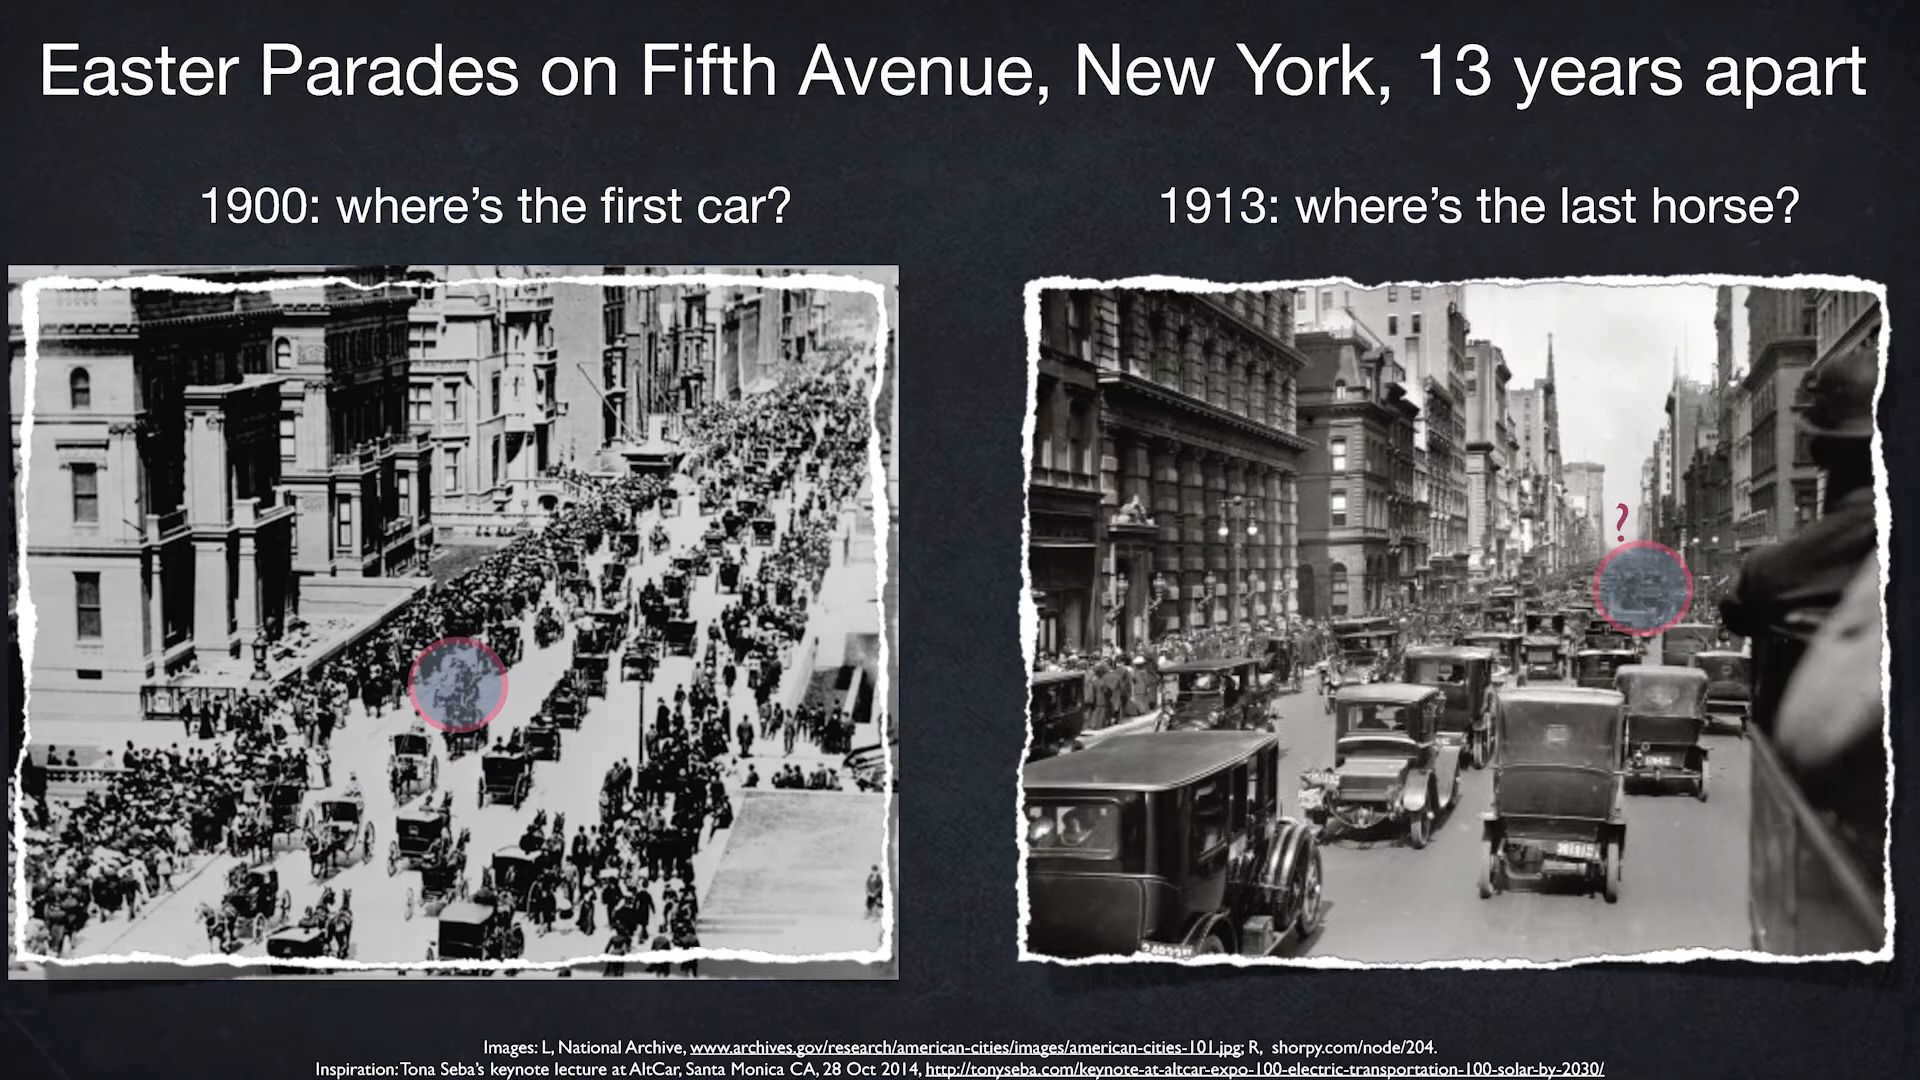 Easter Parades on Fifth Avenue, New York, 13 years apart
1900: where's the first car?
1913: where's the last horse?
?
Images: L, National Archive, www.archives.gov/research/american-cities/images/american-cities-101.jpg; R, shorpy.com/node/204.
Inspiration: Tona Seba's keynote lecture at AltCar, Santa Monica CA, 28 Oct 2014, http://tonyseba.com/keynote-at-altcar-expo-100-electric-transportation-100-solar-by-2030/